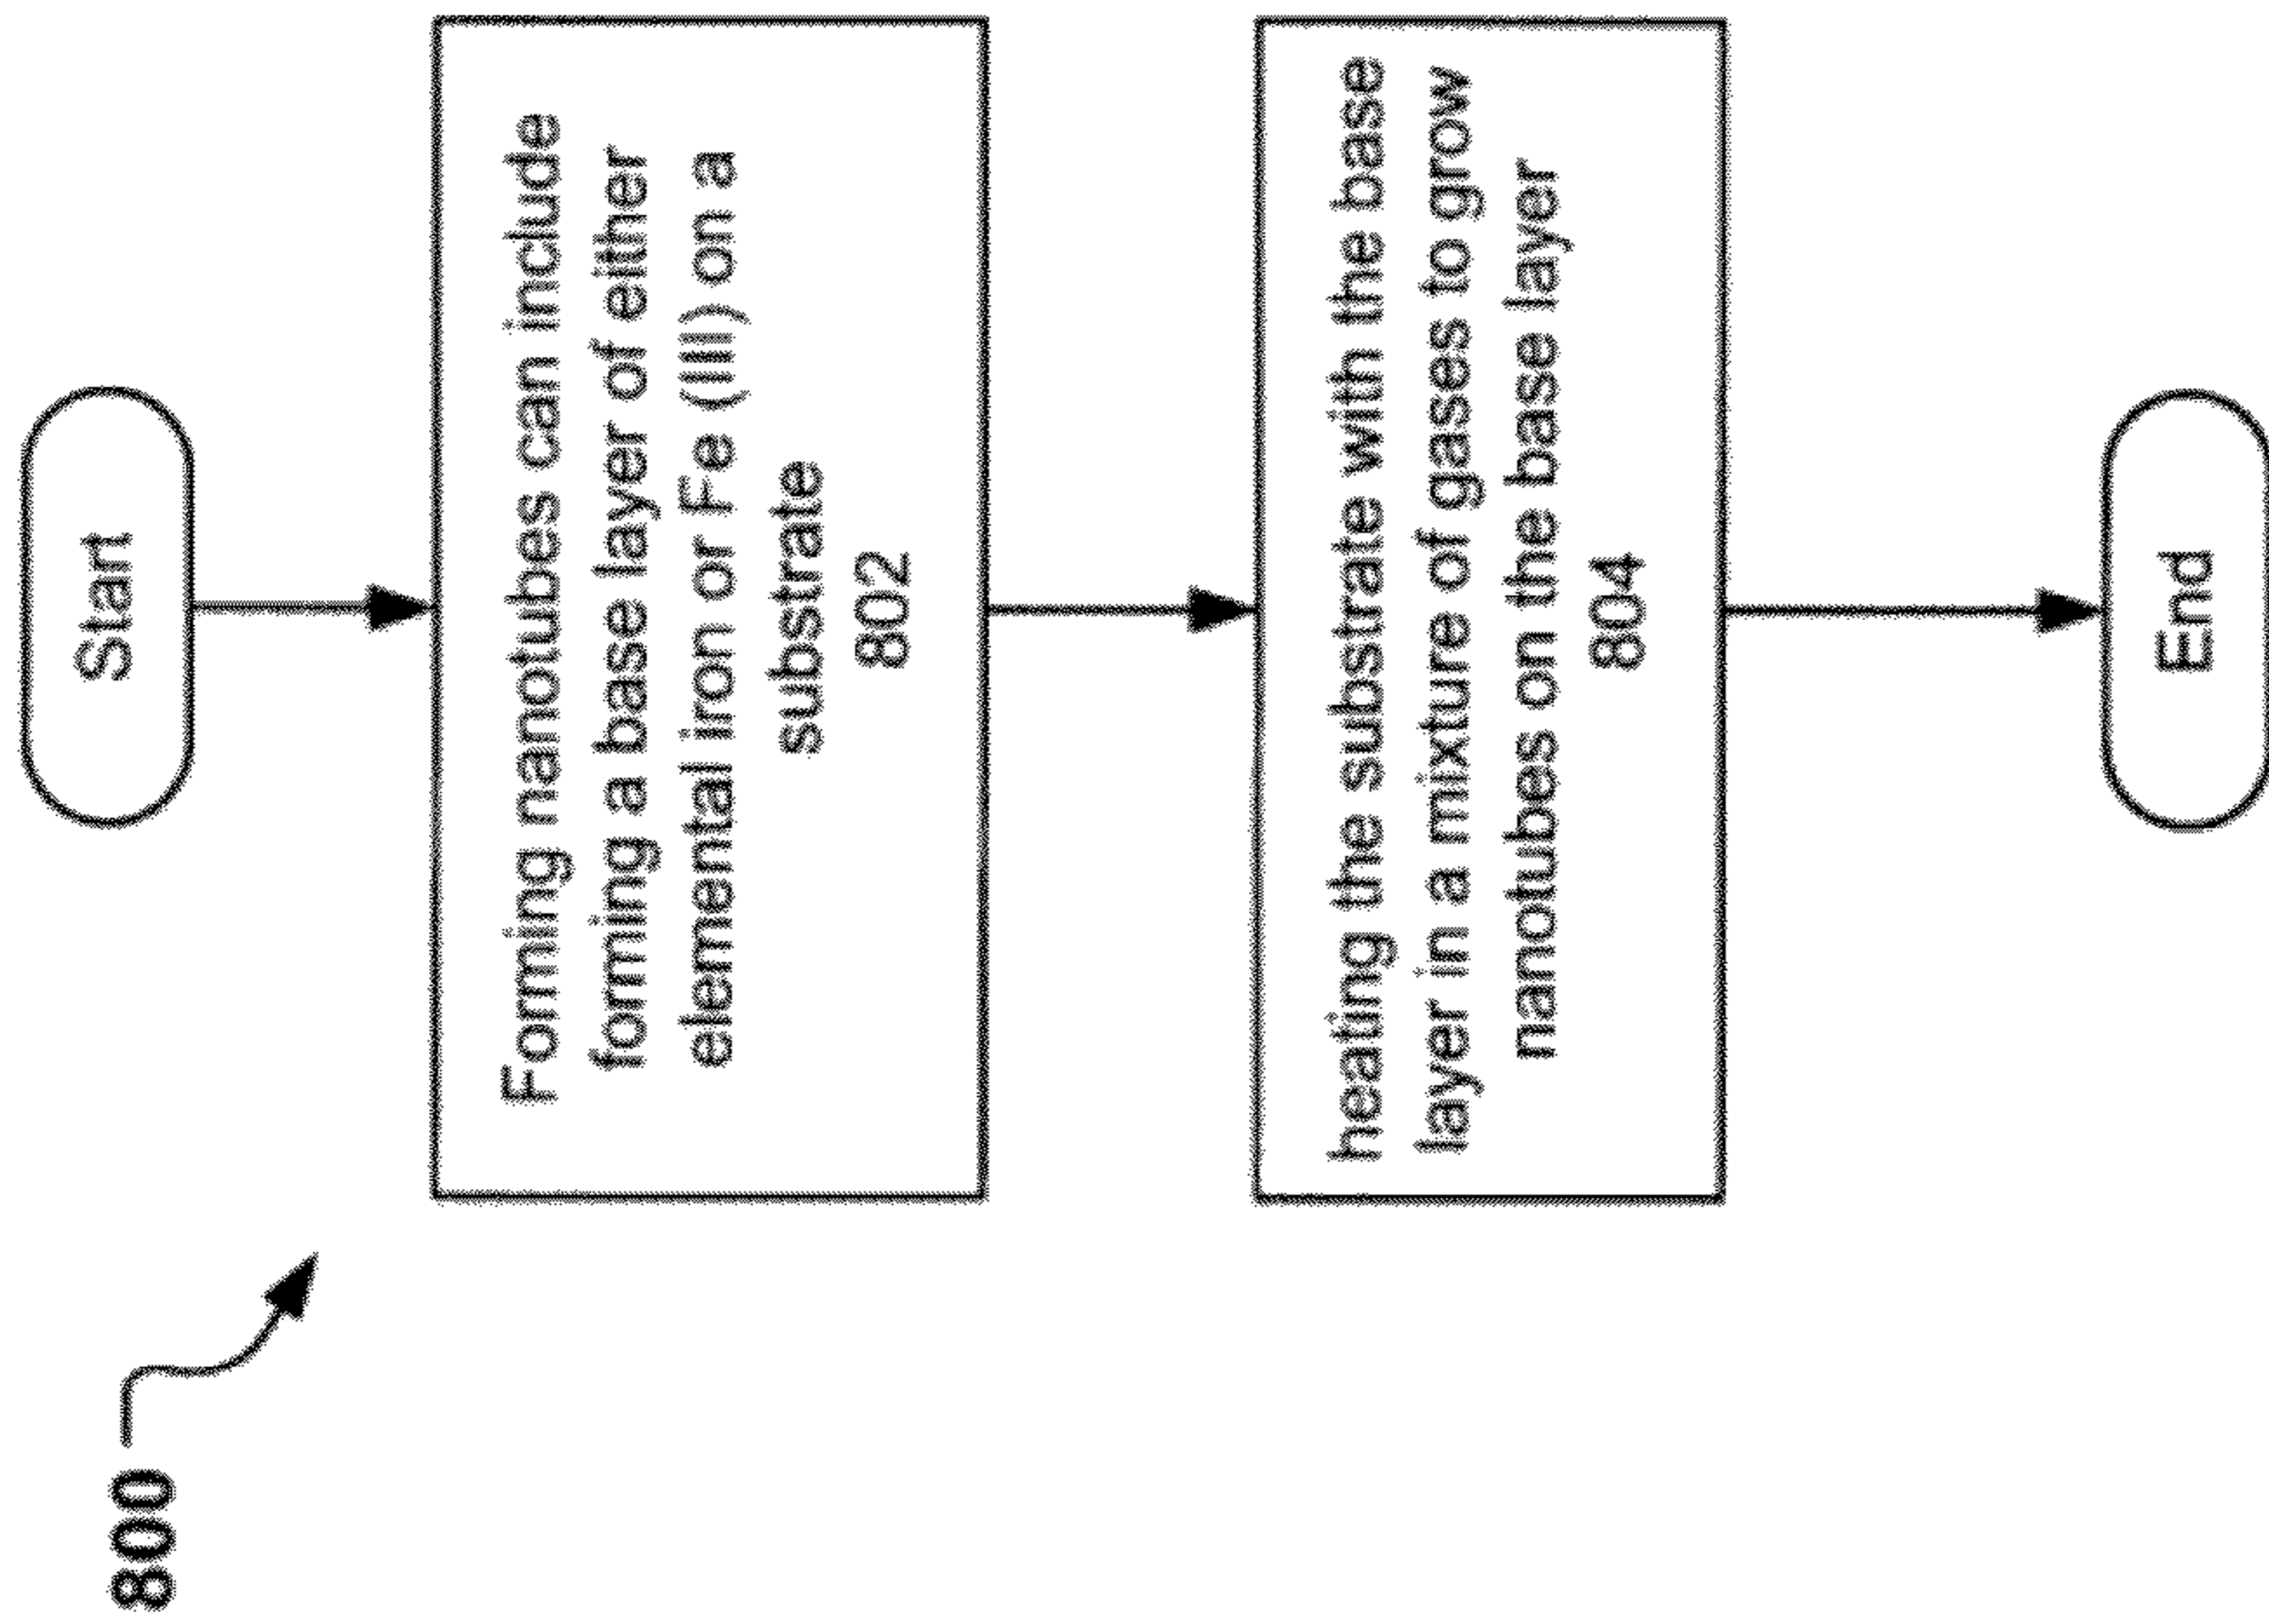 800
Start
Forming nanotubes can include
forming a base layer of either
elemental iron or Fe (III) on a
substrate
802
heating the substrate with the base
layer in a mixture of gases to grow
nanotubes on the base layer
804
End